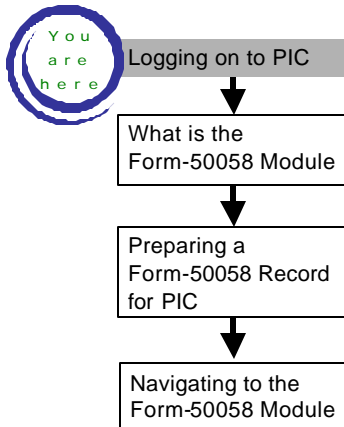 You
are
here
Logging on to PIC
What is the
Form-50058 Module
Preparing a
Form-50058 Record
for PIC
Navigating to the
Form-50058 Module